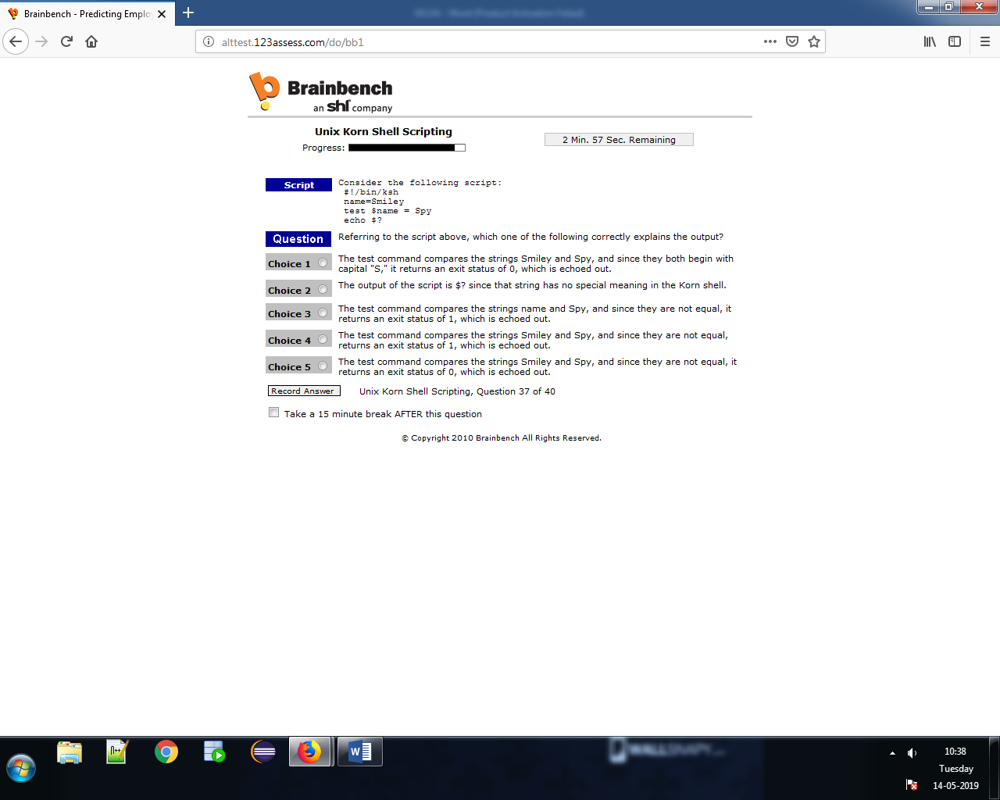 Brainbench - Predicting Emplo
alttest.123assess.com/do/bb1
Brainbench
an shl company
Unix Korn Shell Scripting
Progress:
2 Min. 57 Sec. Remaining
Script
Consider the following script:
#!/bin/ksh
name=Smiley
test $name = Spy
echo $?
Question
Referring to the script above, which one of the following correctly explains the output?
Choice 1
The test command compares the strings Smiley and Spy, and since they both begin with
capital "S," it returns an exit status of 0, which is echoed out.
Choice 2
The output of the script is $? since that string has no special meaning in the Korn shell.
Choice 3
The test command compares the strings name and Spy, and since they are not equal, it
returns an exit status of 1, which is echoed out.
Choice 4
The test command compares the strings Smiley and Spy, and since they are not equal,
returns an exit status of 1, which is echoed out.
Choice 5
The test command compares the strings Smiley and Spy, and since they are not equal, it
returns an exit status of 0, which is echoed out.
Record Answer
Unix Korn Shell Scripting, Question 37 of 40
Take a 15 minute break AFTER this question
© Copyright 2010 Brainbench All Rights Reserved.
WALLSNAPY
10:38
Tuesday
14-05-2019